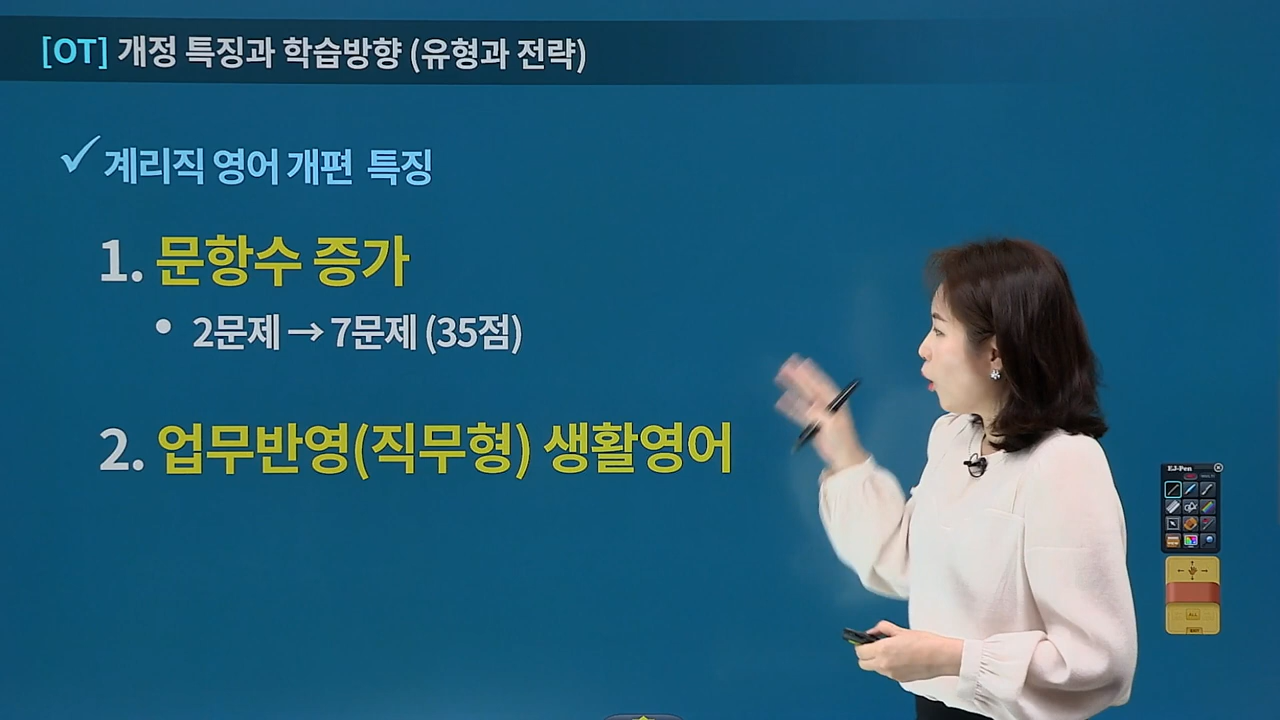 [OT] 개정 특징과 학습방향 (유형과 전략)
✓ 계리직 영어 개편 특징
1. 문항수 증가
• 2문제 → 7문제 (35점)
2. 업무반영(직무형) 생활영어
EJ-Pen
ALL
EXIT